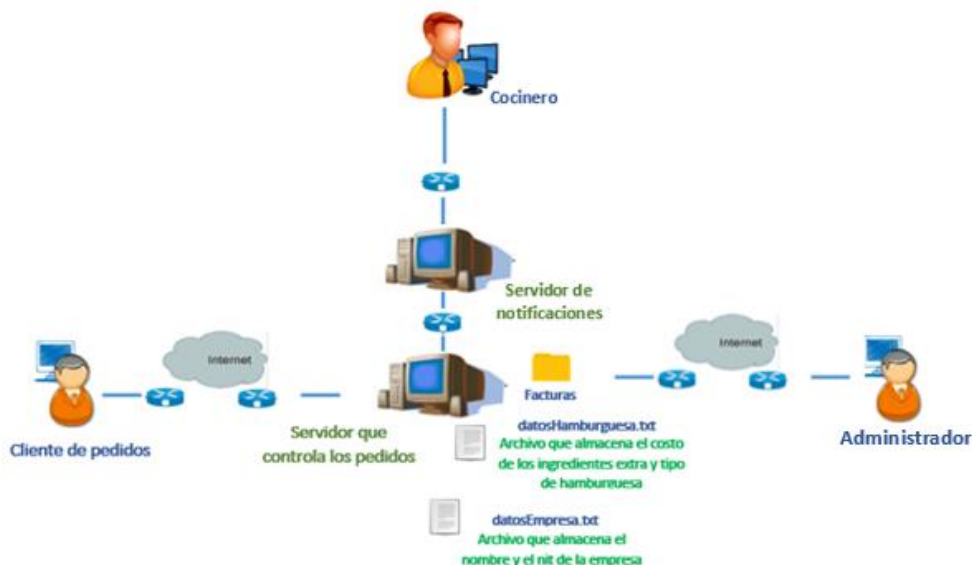 Cocinero
Servidor de
notificaciones
Internet
Internet
Facturas
Cliente de pedidos
Servidor que
controla los pedidos
datosHamburguesa.txt
Archivo que almacena el costo
de los ingredientes extra y tipo
de hamburguesa
Administrador
datosEmpresa.txt
Archivo que almacena el
nombre y el nit de la empresa